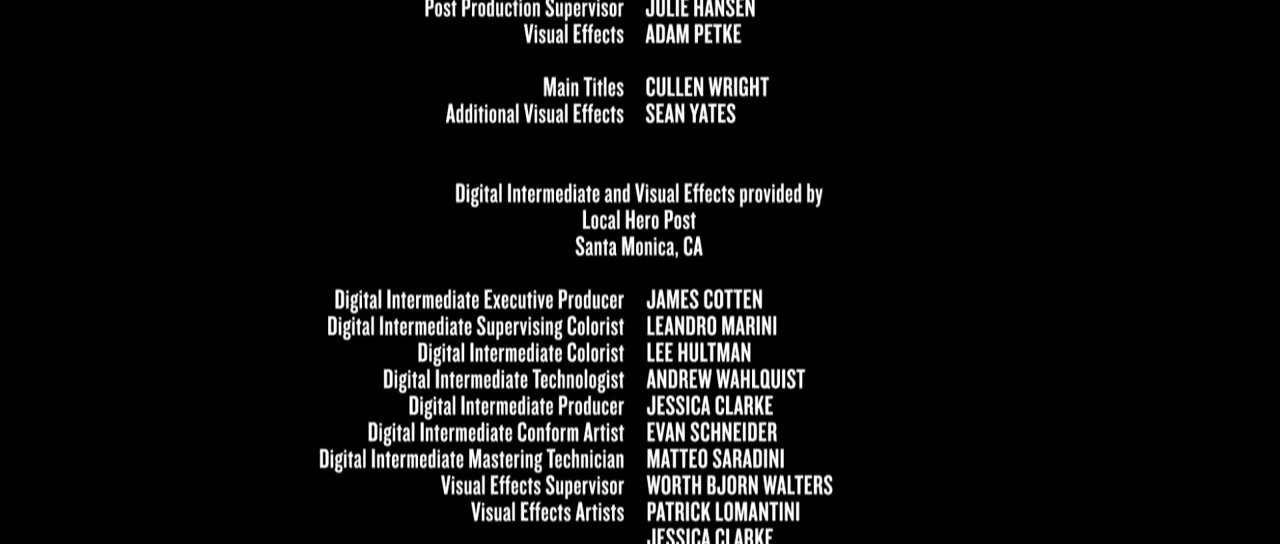 Post Production Supervisor JULIE HANSEN
Visual Effects ADAM PETKE
Main Titles CULLEN WRIGHT
Additional Visual Effects SEAN YATES
Digital Intermediate and Visual Effects provided by
Local Hero Post
Santa Monica, CA
Digital Intermediate Executive Producer JAMES COTTEN
Digital Intermediate Supervising Colorist LEANDRO MARINI
Digital Intermediate Colorist LEE HULTMAN
Digital Intermediate Technologist ANDREW WAHLQUIST
Digital Intermediate Producer JESSICA CLARKE
Digital Intermediate Conform Artist EVAN SCHNEIDER
Digital Intermediate Mastering Technician MATTEO SARADINI
Visual Effects Supervisor WORTH BJORN WALTERS
Visual Effects Artists PATRICK LOMANTINI
JESSICA CLARKE